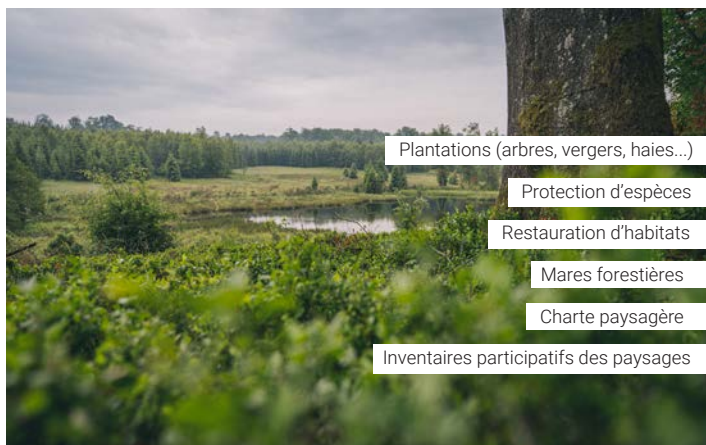 Plantations (arbres, vergers, haies...)
Protection d'espèces
Restauration d'habitats
Mares forestières
Charte paysagère
Inventaires participatifs des paysages